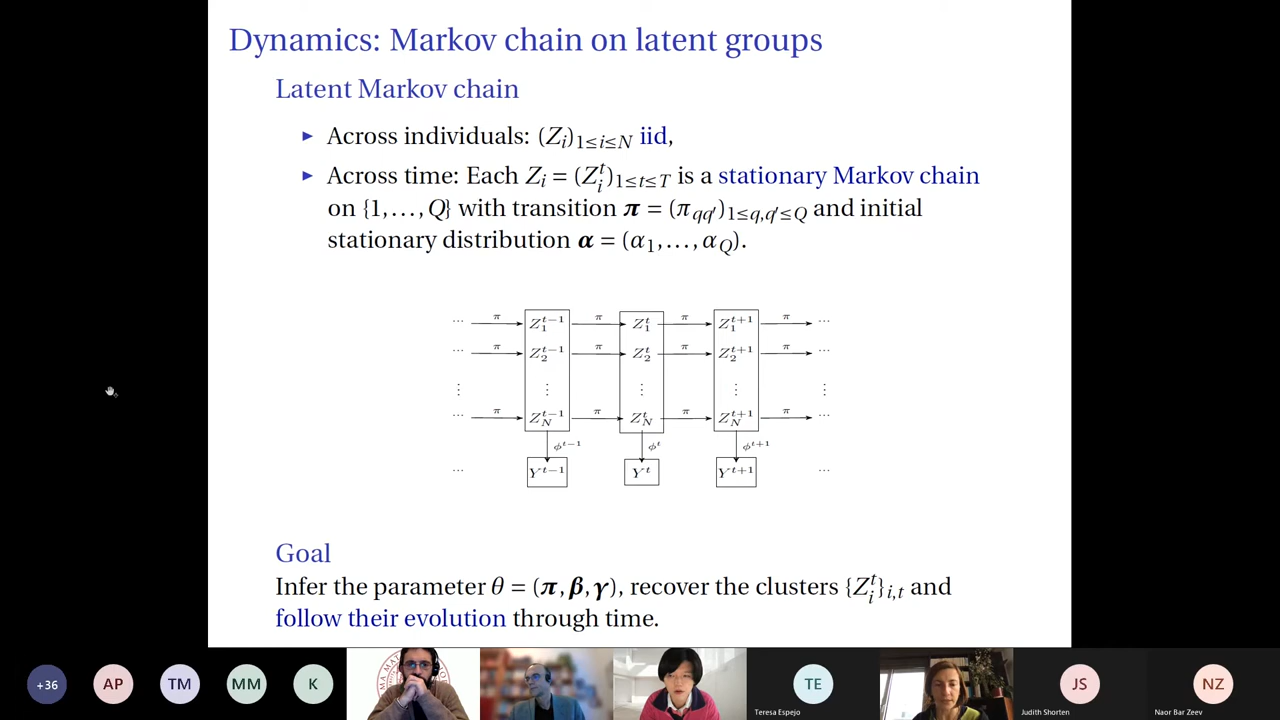 Dynamics: Markov chain on latent groups
Latent Markov chain
► Across individuals: (Z_i)_{1≤i≤N} iid,
► Across time: Each Z_i = (Z_i^t)_{1≤t≤T} is a stationary Markov chain
on {1,…,Q} with transition π = (π_{qq′})_{1≤q,q′≤Q} and initial
stationary distribution α = (α_1,…,α_Q).
… π Z_1^{t−1} π Z_1^t π Z_1^{t+1} π …
… π Z_2^{t−1} π Z_2^t π Z_2^{t+1} π …
⋮ ⋮ ⋮ ⋮ ⋮
… π Z_N^{t−1} π Z_N^t π Z_N^{t+1} π …
ϕ^{t−1} ϕ^t ϕ^{t+1}
… Y^{t−1} Y^t Y^{t+1} …
Goal
Infer the parameter θ = (π, β, γ), recover the clusters {Z_i^t}_{i,t} and
follow their evolution through time.
+36 AP TM MM K TE JS NZ
Teresa Espejo Judith Shorten Naor Bar Zeev